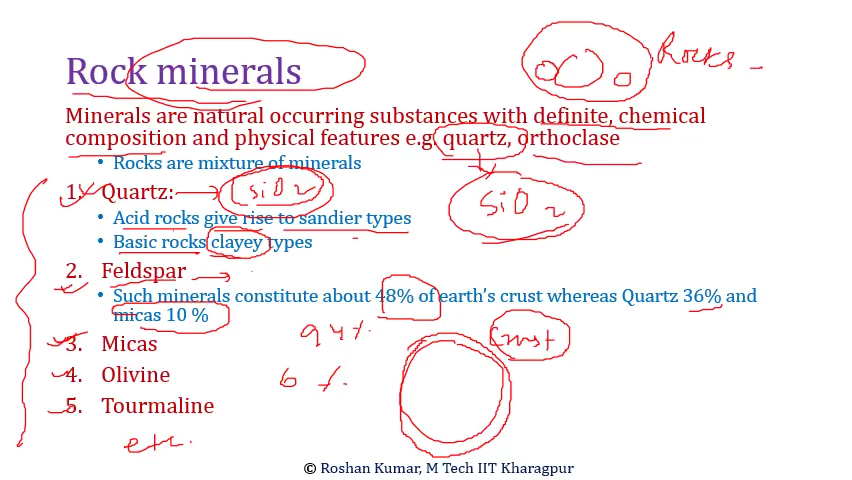 Rock minerals
Rocks
Minerals are natural occurring substances with definite, chemical
composition and physical features e.g. quartz, orthoclase
• Rocks are mixture of minerals
1. Quartz: SiO2
SiO2
• Acid rocks give rise to sandier types
• Basic rocks clayey types
2. Feldspar
• Such minerals constitute about 48% of earth's crust whereas Quartz 36% and
micas 10 %
94%
Crust
3. Micas
4. Olivine
6%
5. Tourmaline
etc.
© Roshan Kumar, M Tech IIT Kharagpur